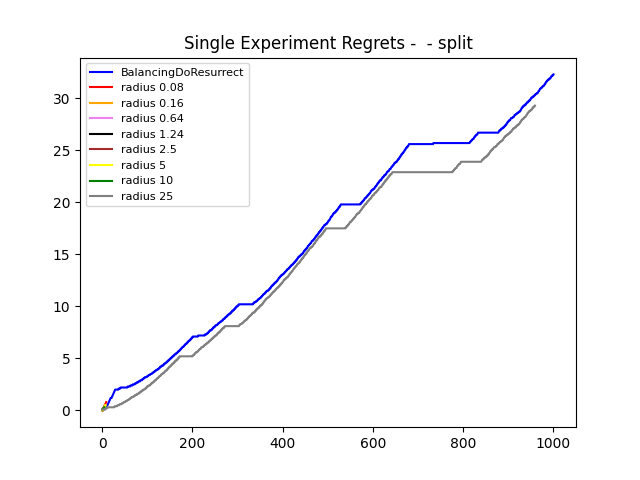 Single Experiment Regrets -  - split
BalancingDoResurrect
radius 0.08
radius 0.16
radius 0.64
radius 1.24
radius 2.5
radius 5
radius 10
radius 25
30
25
20
15
10
5
0
0 200 400 600 800 1000